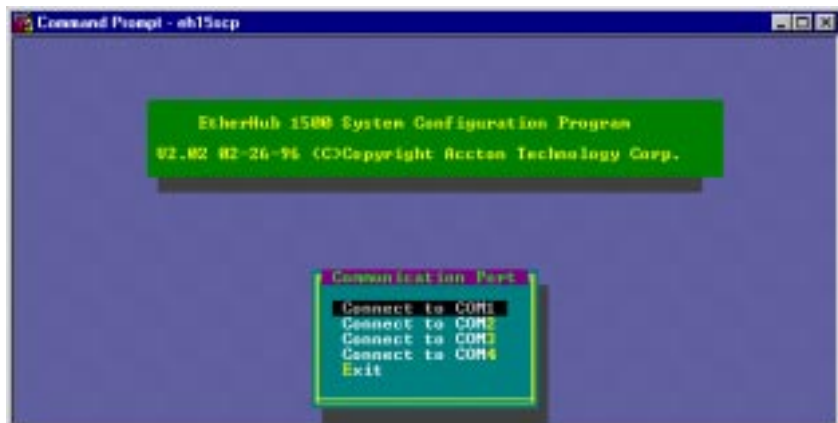 Command Prompt - eh15scp
EtherHub 1500 System Configuration Program
V2.02 02-26-96 (C)Copyright Accton Technology Corp.
Communication Port
Connect to COM1
Connect to COM2
Connect to COM3
Connect to COM4
Exit